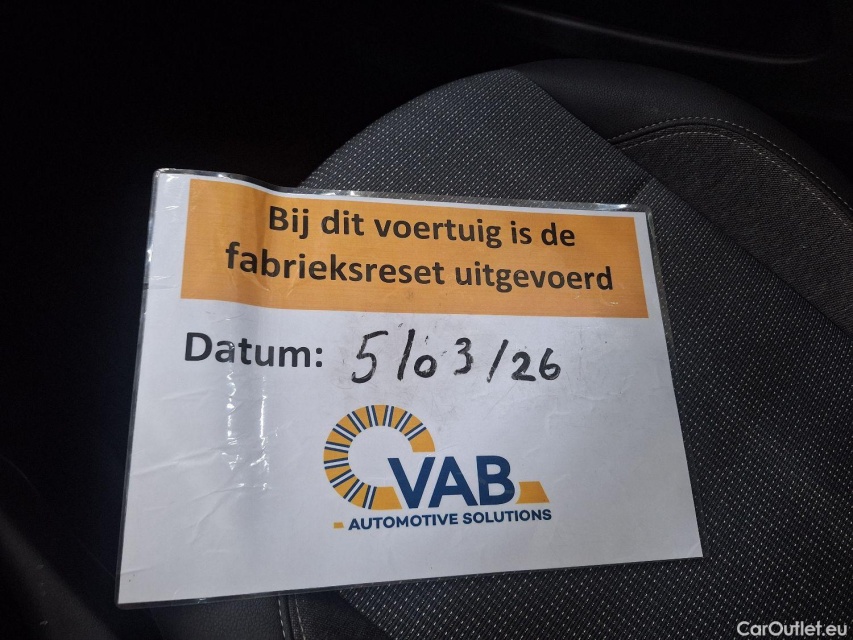 Bij dit voertuig is de
fabrieksreset uitgevoerd
Datum: 5/03/26
VAB
AUTOMOTIVE SOLUTIONS
CarOutlet.eu